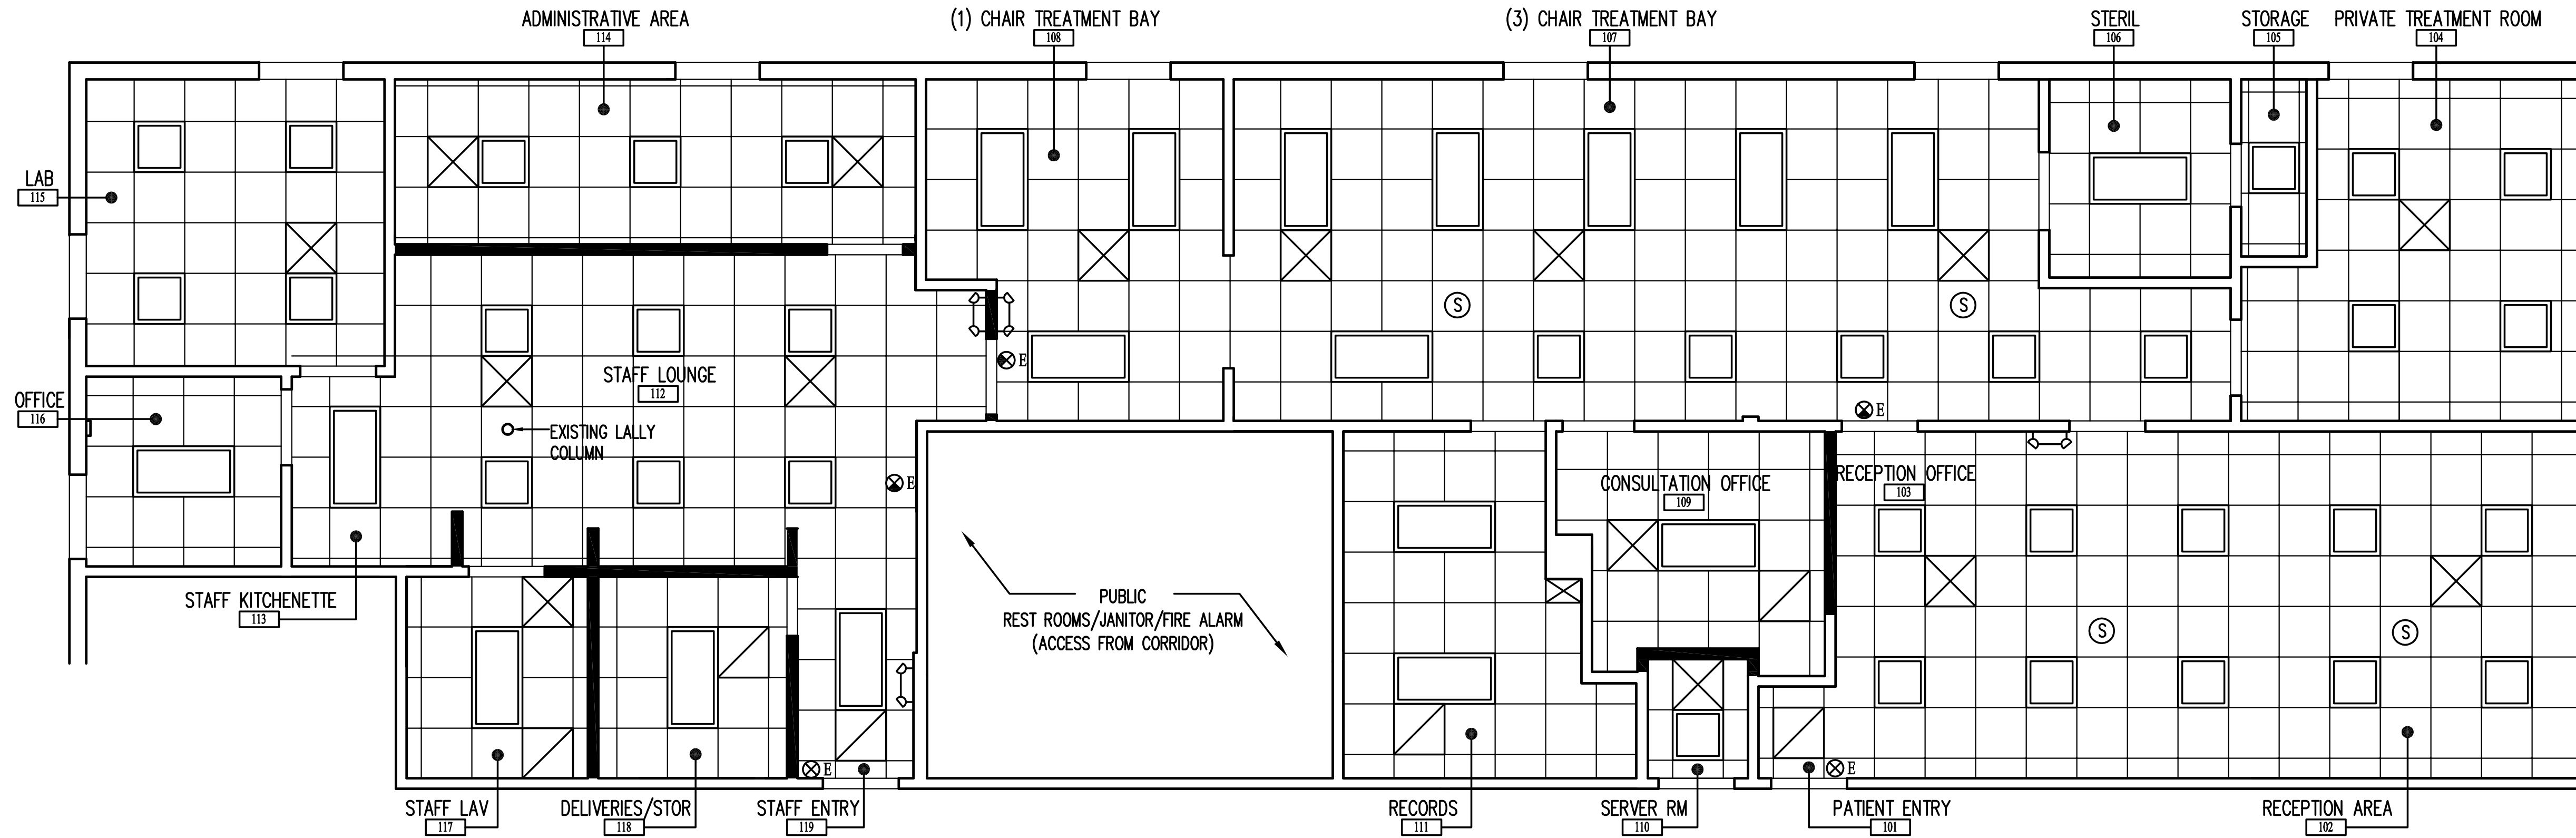 ADMINISTRATIVE AREA
114
(1) CHAIR TREATMENT BAY
108
(3) CHAIR TREATMENT BAY
107
STERIL
106
STORAGE
105
PRIVATE TREATMENT ROOM
104
LAB
115
S
S
E
STAFF LOUNGE
112
OFFICE
116
EXISTING LALLY
COLUMN
E
E
CONSULTATION OFFICE
109
RECEPTION OFFICE
103
STAFF KITCHENETTE
113
PUBLIC
REST ROOMS/JANITOR/FIRE ALARM
(ACCESS FROM CORRIDOR)
S
S
E
E
STAFF LAV
117
DELIVERIES/STOR
118
STAFF ENTRY
119
RECORDS
111
SERVER RM
110
PATIENT ENTRY
101
RECEPTION AREA
102